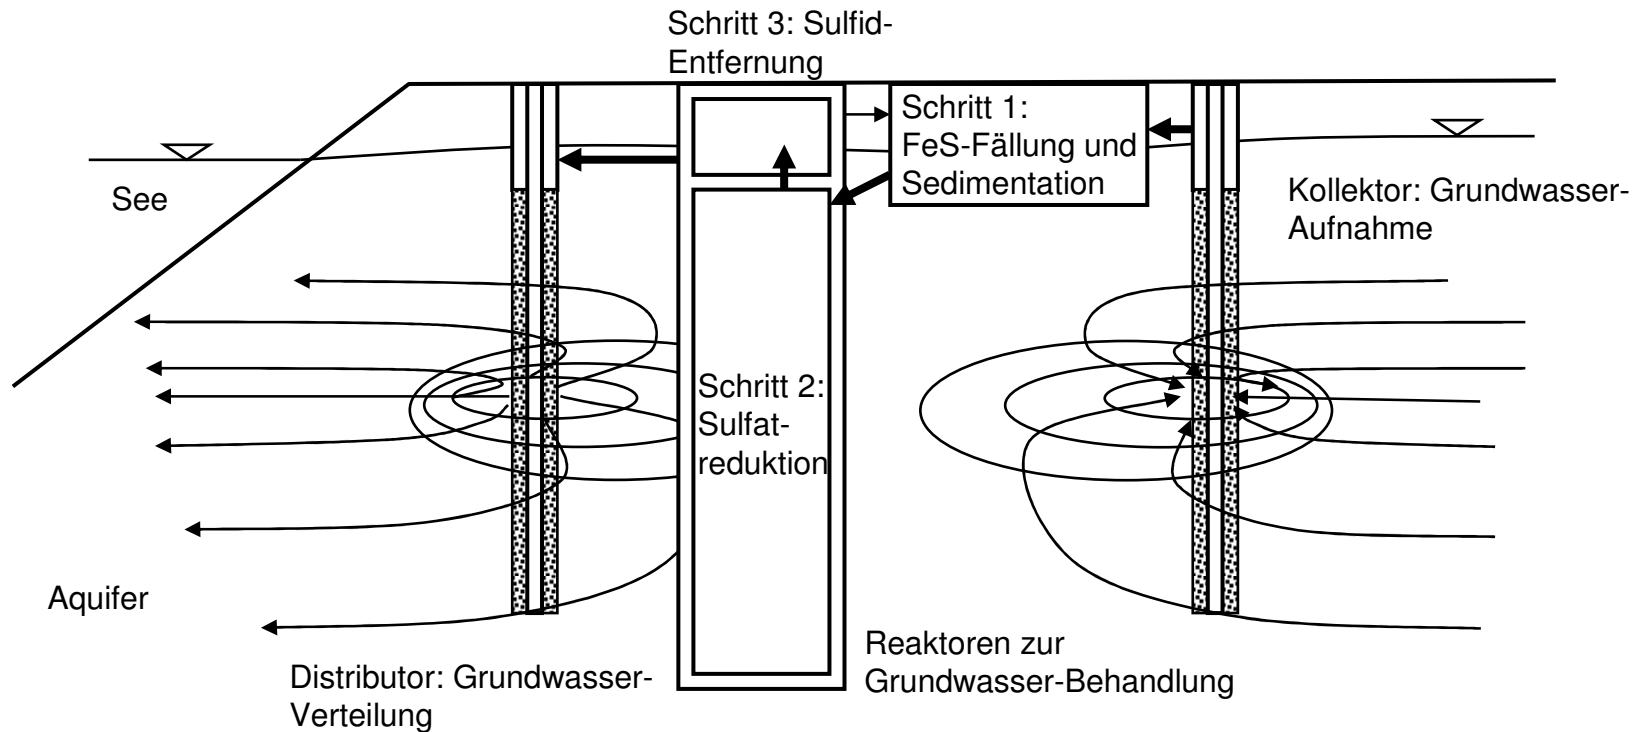 Schritt 3: Sulfid-
Entfernung
Schritt 1:
FeS-Fällung und
Sedimentation
See
Kollektor: Grundwasser-
Aufnahme
Schritt 2:
Sulfat-
reduktion
Aquifer
Reaktoren zur
Grundwasser-Behandlung
Distributor: Grundwasser-
Verteilung